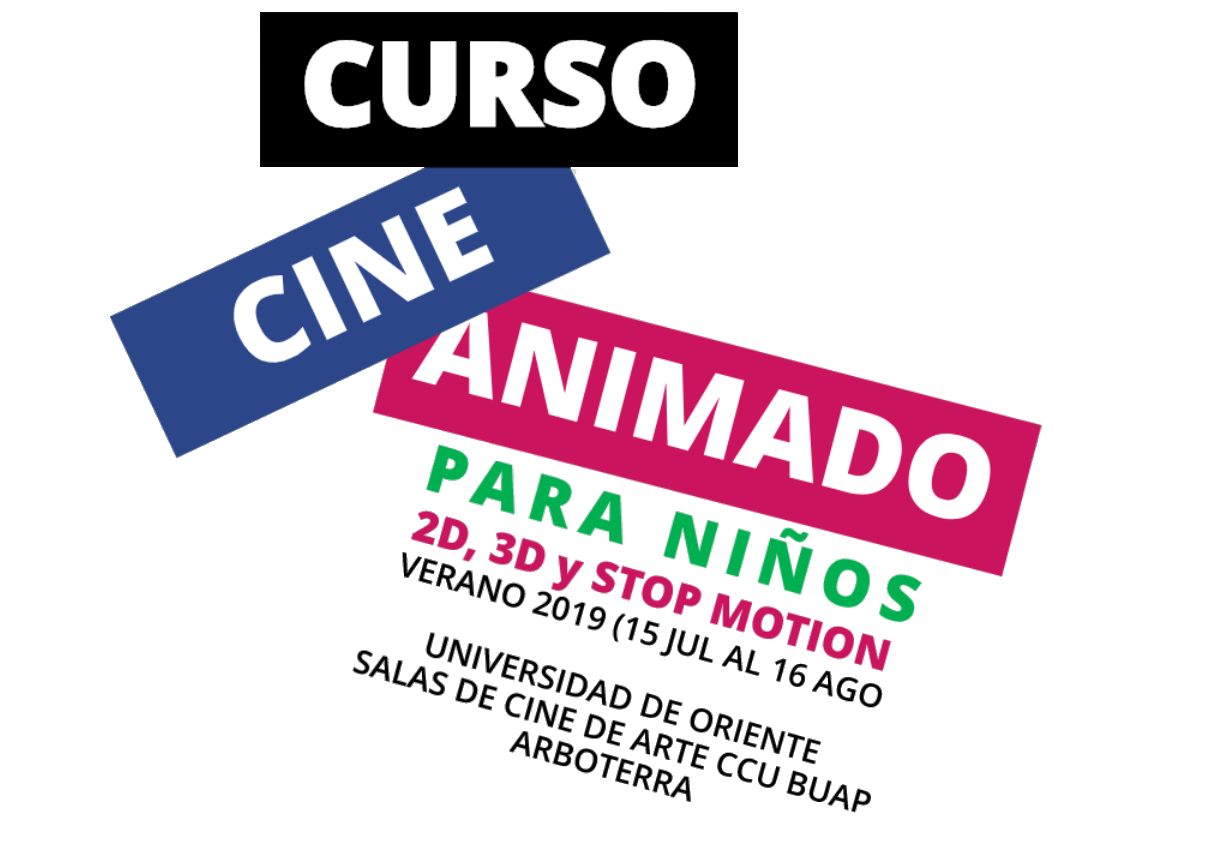 CURSO
CINE
ANIMADO
PARA NIÑOS
2D, 3D y STOP MOTION
VERANO 2019 (15 JUL AL 16 AGO
UNIVERSIDAD DE ORIENTE
SALAS DE CINE DE ARTE CCU BUAP
ARBOTERRA